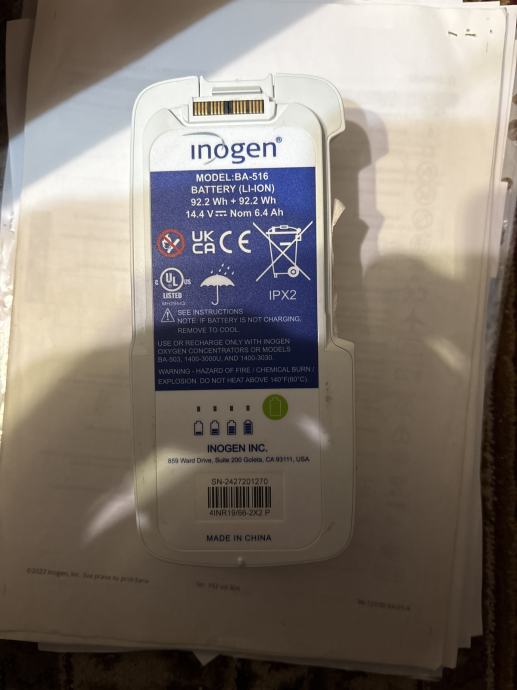 inogen®
MODEL:BA-516
BATTERY (LI-ION)
92.2 Wh + 92.2 Wh
14.4 V ⎓ Nom 6.4 Ah
UK
CA CE
C UL US
LISTED
IPX2
SEE INSTRUCTIONS
NOTE: IF BATTERY IS NOT CHARGING,
REMOVE TO COOL.
USE OR RECHARGE ONLY WITH INOGEN
OXYGEN CONCENTRATORS OR MODELS
BA-503, 1400-3000U, AND 1400-3030.
WARNING - HAZARD OF FIRE / CHEMICAL BURN /
EXPLOSION. DO NOT HEAT ABOVE 140°F(60°C).
INOGEN INC.
859 Ward Drive, Suite 200 Goleta, CA 93111, USA
SN-2427201270
4INR19/66-2X2 P
MADE IN CHINA
Inogen, Inc.